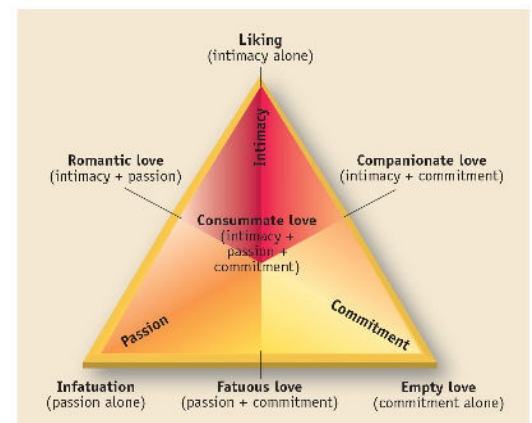 Liking
(intimacy alone)
Intimacy
Romantic love
(intimacy + passion)
Companionate love
(intimacy + commitment)
Consummate love
(intimacy +
passion +
commitment)
Passion
Commitment
Infatuation
(passion alone)
Fatuous love
(passion + commitment)
Empty love
(commitment alone)